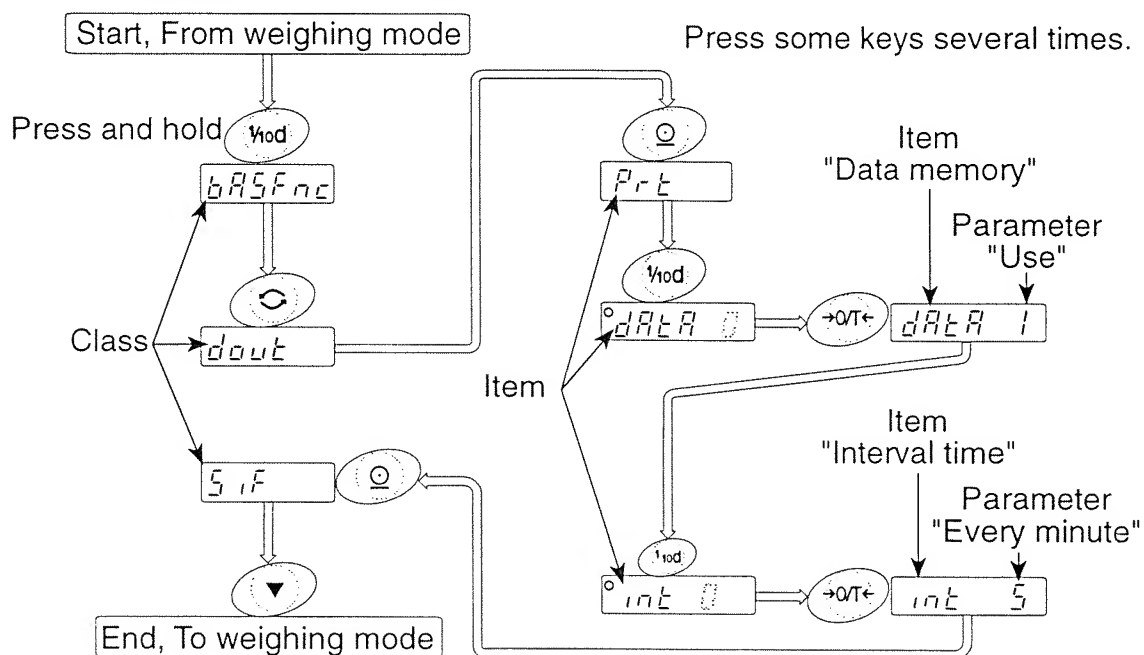 Start, From weighing mode
Press some keys several times.
Press and hold
1/10d
bASFnc
Class
dout
S iF
End, To weighing mode
Prt
1/10d
dAtA 0
→0/T←
dAtA 1
Item
"Data memory"
Parameter
"Use"
Item
1/10d
int 0
→0/T←
int 5
Item
"Interval time"
Parameter
"Every minute"